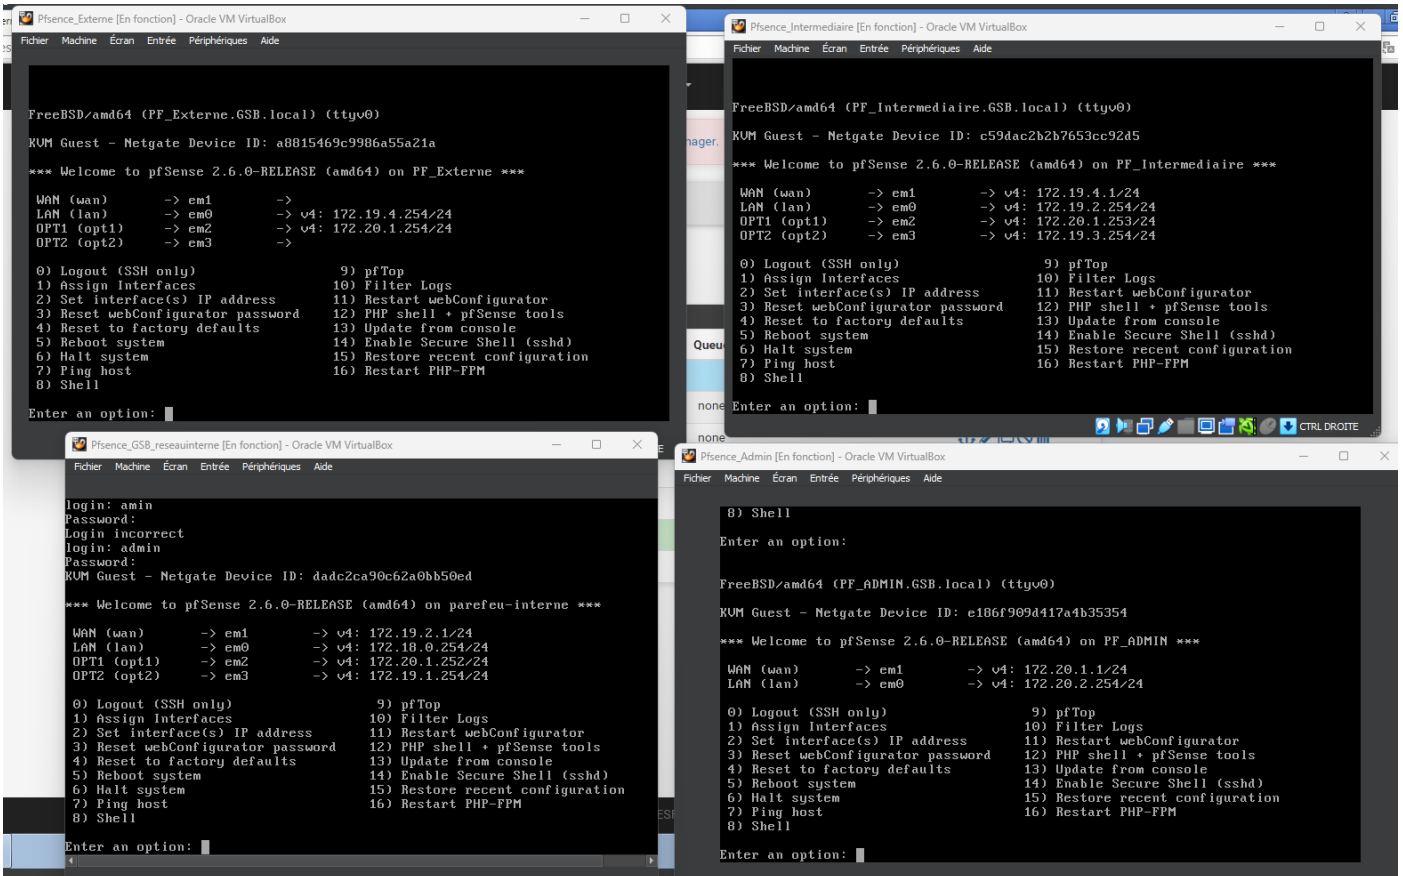 Pfsence_Externe [En fonction] - Oracle VM VirtualBox
Fichier Machine Écran Entrée Périphériques Aide
FreeBSD/amd64 (PF_Externe.GSB.local) (ttyv0)
KVM Guest - Netgate Device ID: a8815469c9986a55a21a
*** Welcome to pfSense 2.6.0-RELEASE (amd64) on PF_Externe ***
WAN (wan) -> em1 ->
LAN (lan) -> em0 -> v4: 172.19.4.254/24
OPT1 (opt1) -> em2 -> v4: 172.20.1.254/24
OPT2 (opt2) -> em3 ->
0) Logout (SSH only) 9) pfTop
1) Assign Interfaces 10) Filter Logs
2) Set interface(s) IP address 11) Restart webConfigurator
3) Reset webConfigurator password 12) PHP shell + pfSense tools
4) Reset to factory defaults 13) Update from console
5) Reboot system 14) Enable Secure Shell (sshd)
6) Halt system 15) Restore recent configuration
7) Ping host 16) Restart PHP-FPM
8) Shell
Enter an option:
Pfsence_Intermediaire [En fonction] - Oracle VM VirtualBox
Fichier Machine Écran Entrée Périphériques Aide
FreeBSD/amd64 (PF_Intermediaire.GSB.local) (ttyv0)
KVM Guest - Netgate Device ID: c59dac2b2b7653cc92d5
*** Welcome to pfSense 2.6.0-RELEASE (amd64) on PF_Intermediaire ***
WAN (wan) -> em1 -> v4: 172.19.4.1/24
LAN (lan) -> em0 -> v4: 172.19.2.254/24
OPT1 (opt1) -> em2 -> v4: 172.20.1.253/24
OPT2 (opt2) -> em3 -> v4: 172.19.3.254/24
0) Logout (SSH only) 9) pfTop
1) Assign Interfaces 10) Filter Logs
2) Set interface(s) IP address 11) Restart webConfigurator
3) Reset webConfigurator password 12) PHP shell + pfSense tools
4) Reset to factory defaults 13) Update from console
5) Reboot system 14) Enable Secure Shell (sshd)
6) Halt system 15) Restore recent configuration
7) Ping host 16) Restart PHP-FPM
8) Shell
Enter an option:
CTRL DROITE
nager.
Queu
none
none
Pfsence_GSB_reseauinterne [En fonction] - Oracle VM VirtualBox
Fichier Machine Écran Entrée Périphériques Aide
login: amin
Password:
Login incorrect
login: admin
Password:
KVM Guest - Netgate Device ID: dadc2ca90c62a0bb50ed
*** Welcome to pfSense 2.6.0-RELEASE (amd64) on parefeu-interne ***
WAN (wan) -> em1 -> v4: 172.19.2.1/24
LAN (lan) -> em0 -> v4: 172.18.0.254/24
OPT1 (opt1) -> em2 -> v4: 172.20.1.252/24
OPT2 (opt2) -> em3 -> v4: 172.19.1.254/24
0) Logout (SSH only) 9) pfTop
1) Assign Interfaces 10) Filter Logs
2) Set interface(s) IP address 11) Restart webConfigurator
3) Reset webConfigurator password 12) PHP shell + pfSense tools
4) Reset to factory defaults 13) Update from console
5) Reboot system 14) Enable Secure Shell (sshd)
6) Halt system 15) Restore recent configuration
7) Ping host 16) Restart PHP-FPM
8) Shell
Enter an option:
Pfsence_Admin [En fonction] - Oracle VM VirtualBox
Fichier Machine Écran Entrée Périphériques Aide
8) Shell
Enter an option:
FreeBSD/amd64 (PF_ADMIN.GSB.local) (ttyv0)
KVM Guest - Netgate Device ID: e186f909d417a4b35354
*** Welcome to pfSense 2.6.0-RELEASE (amd64) on PF_ADMIN ***
WAN (wan) -> em1 -> v4: 172.20.1.1/24
LAN (lan) -> em0 -> v4: 172.20.2.254/24
0) Logout (SSH only) 9) pfTop
1) Assign Interfaces 10) Filter Logs
2) Set interface(s) IP address 11) Restart webConfigurator
3) Reset webConfigurator password 12) PHP shell + pfSense tools
4) Reset to factory defaults 13) Update from console
5) Reboot system 14) Enable Secure Shell (sshd)
6) Halt system 15) Restore recent configuration
7) Ping host 16) Restart PHP-FPM
8) Shell
Enter an option: